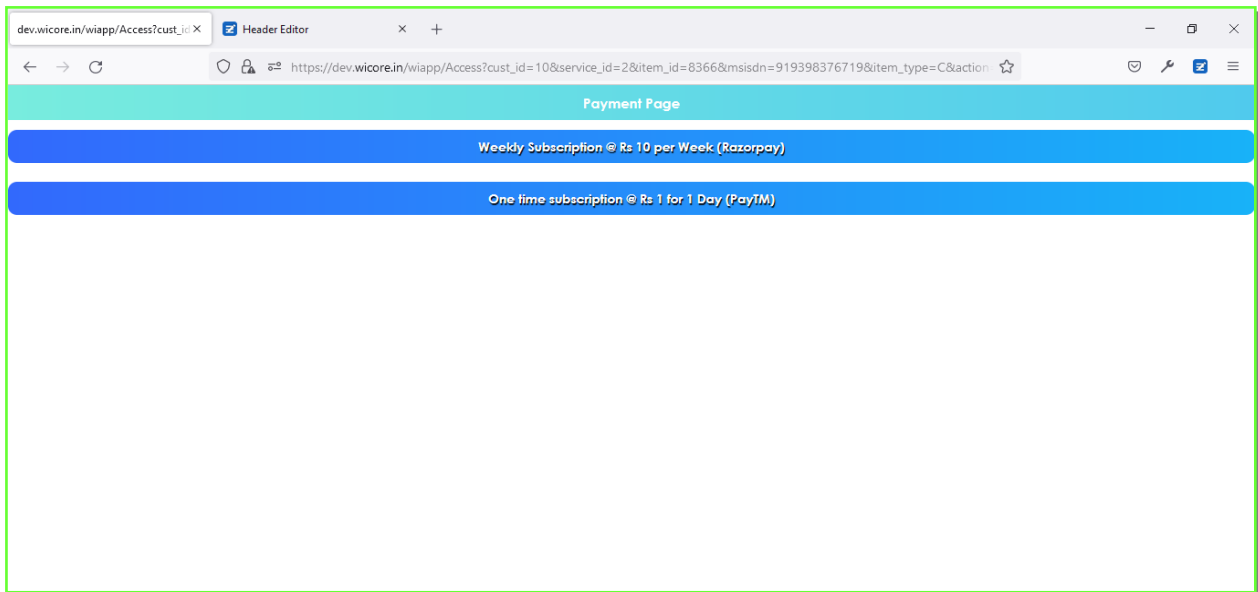 dev.wicore.in/wiapp/Access?cust_id
Header Editor
https://dev.wicore.in/wiapp/Access?cust_id=10&service_id=2&item_id=8366&msisdn=919398376719&item_type=C&action
Payment Page
Weekly Subscription @ Rs 10 per Week (Razorpay)
One time subscription @ Rs 1 for 1 Day (PayTM)